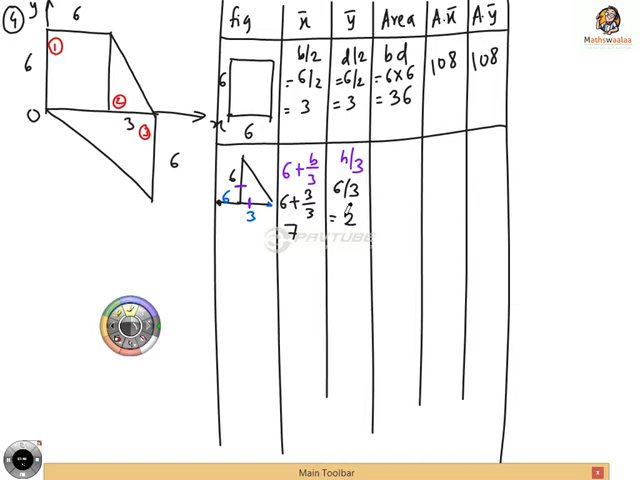 4
y
6
6
1
2
O
3
3
x
6
fig x̄ ȳ Area A.x̄ A.ȳ
6
6
b/2
=6/2
= 3
d/2
=6/2
= 3
bd
=6×6
=36
108
108
6
6
3
6+b/3
6+3/3
7
h/3
6/3
= 2
PAVTUBE
Mathswaalaa
Main Toolbar